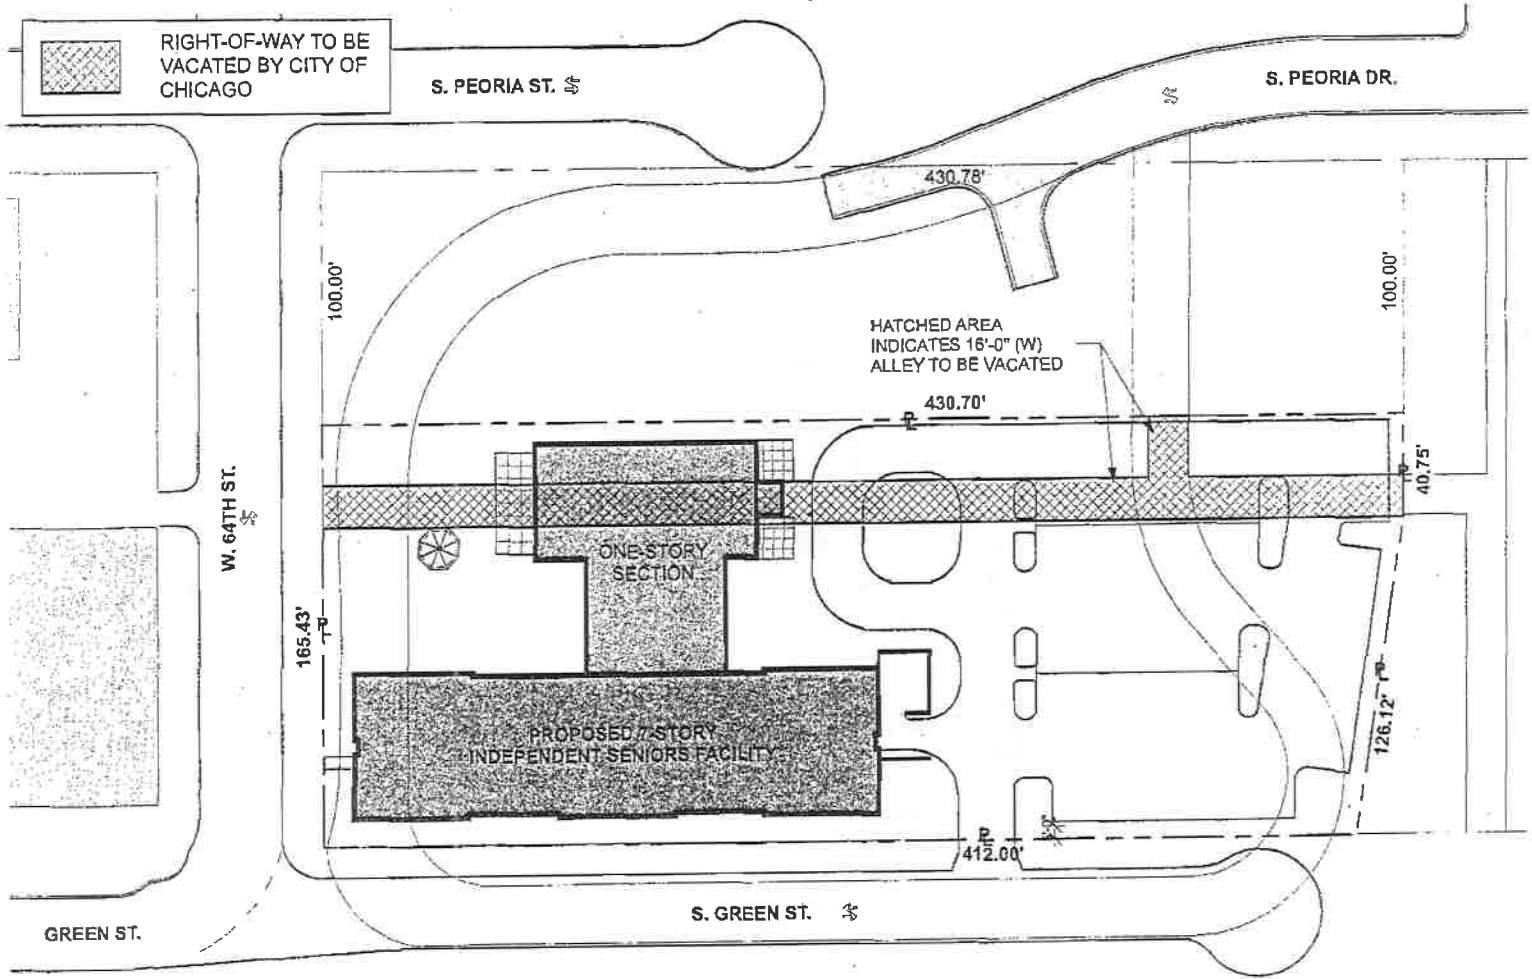 RIGHT-OF-WAY TO BE
VACATED BY CITY OF
CHICAGO
S. PEORIA ST.
S. PEORIA DR.
430.78'
100.00'
100.00'
HATCHED AREA
INDICATES 16'-0" (W)
ALLEY TO BE VACATED
430.70'
40.75'
W. 64TH ST.
ONE-STORY
SECTION
165.43'
126.12'
PROPOSED 7-STORY
INDEPENDENT SENIORS FACILITY
412.00'
S. GREEN ST.
GREEN ST.